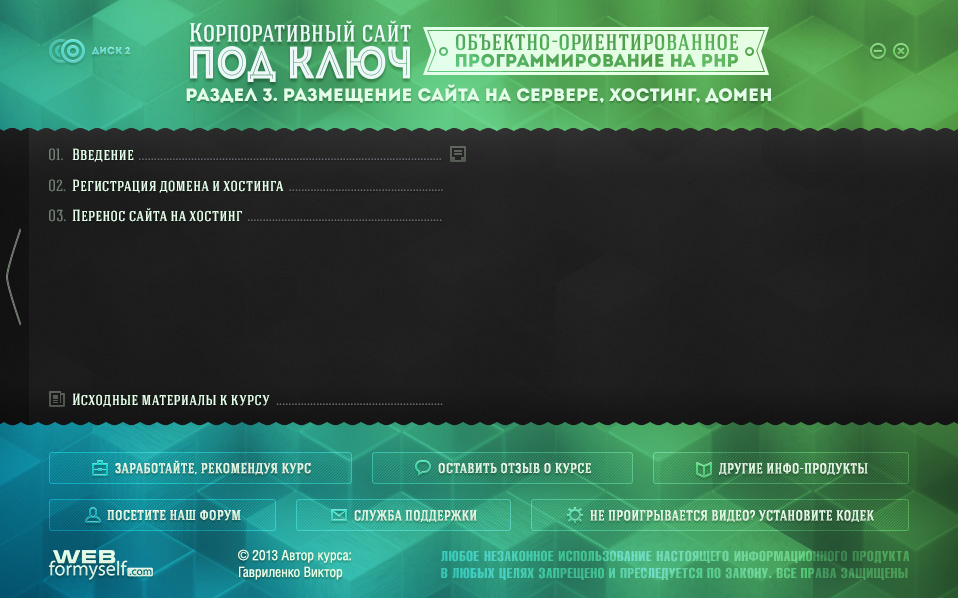 ДИСК 2
КОРПОРАТИВНЫЙ САЙТ
ПОД КЛЮЧ
ОБЪЕКТНО-ОРИЕНТИРОВАННОЕ
ПРОГРАММИРОВАНИЕ НА PHP
РАЗДЕЛ 3. РАЗМЕЩЕНИЕ САЙТА НА СЕРВЕРЕ, ХОСТИНГ, ДОМЕН
01. Введение
02. Регистрация домена и хостинга
03. Перенос сайта на хостинг
Исходные материалы к курсу
ЗАРАБОТАЙТЕ, РЕКОМЕНДУЯ КУРС
ОСТАВИТЬ ОТЗЫВ О КУРСЕ
ДРУГИЕ ИНФО-ПРОДУКТЫ
ПОСЕТИТЕ НАШ ФОРУМ
СЛУЖБА ПОДДЕРЖКИ
НЕ ПРОИГРЫВАЕТСЯ ВИДЕО? УСТАНОВИТЕ КОДЕК
WEB
formyself.com
© 2013 Автор курса:
Гавриленко Виктор
ЛЮБОЕ НЕЗАКОННОЕ ИСПОЛЬЗОВАНИЕ НАСТОЯЩЕГО ИНФОРМАЦИОННОГО ПРОДУКТА
В ЛЮБЫХ ЦЕЛЯХ ЗАПРЕЩЕНО И ПРЕСЛЕДУЕТСЯ ПО ЗАКОНУ. ВСЕ ПРАВА ЗАЩИЩЕНЫ